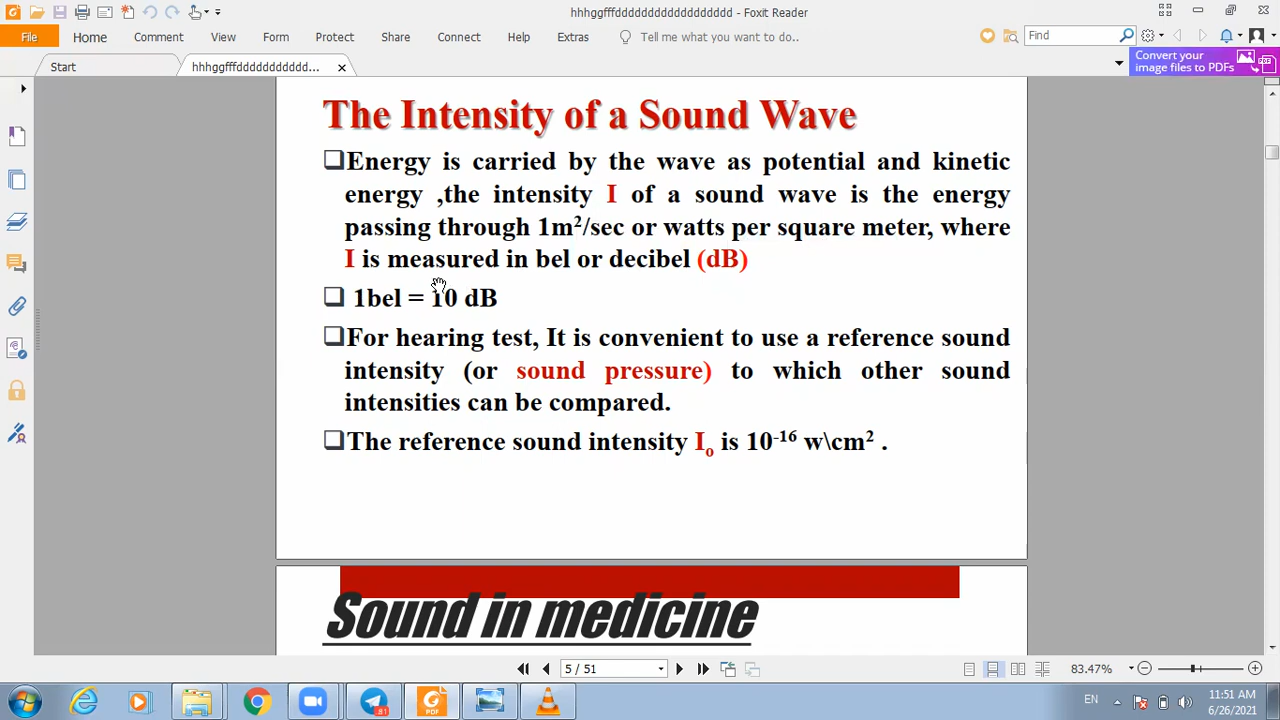 hhhggfffdddddddddddddddddd - Foxit Reader
File Home Comment View Form Protect Share Connect Help Extras Tell me what you want to do.. Find
Start hhhggfffddddddddddd...
Convert your
image files to PDFs
PDF
The Intensity of a Sound Wave
❑Energy is carried by the wave as potential and kinetic
energy ,the intensity I of a sound wave is the energy
passing through 1m²/sec or watts per square meter, where
I is measured in bel or decibel (dB)
❑ 1bel = 10 dB
❑For hearing test, It is convenient to use a reference sound
intensity (or sound pressure) to which other sound
intensities can be compared.
❑The reference sound intensity Iₒ is 10⁻¹⁶ w\cm² .
Sound in medicine
5 / 51
83.47%
81
PDF
EN
11:51 AM
6/26/2021